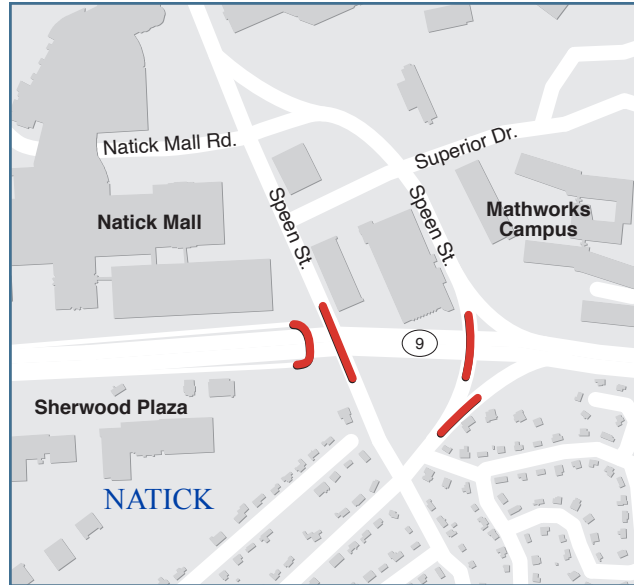 Natick Mall Rd.
Superior Dr.
Speen St.
Speen St.
Natick Mall
Mathworks
Campus
9
Sherwood Plaza
NATICK